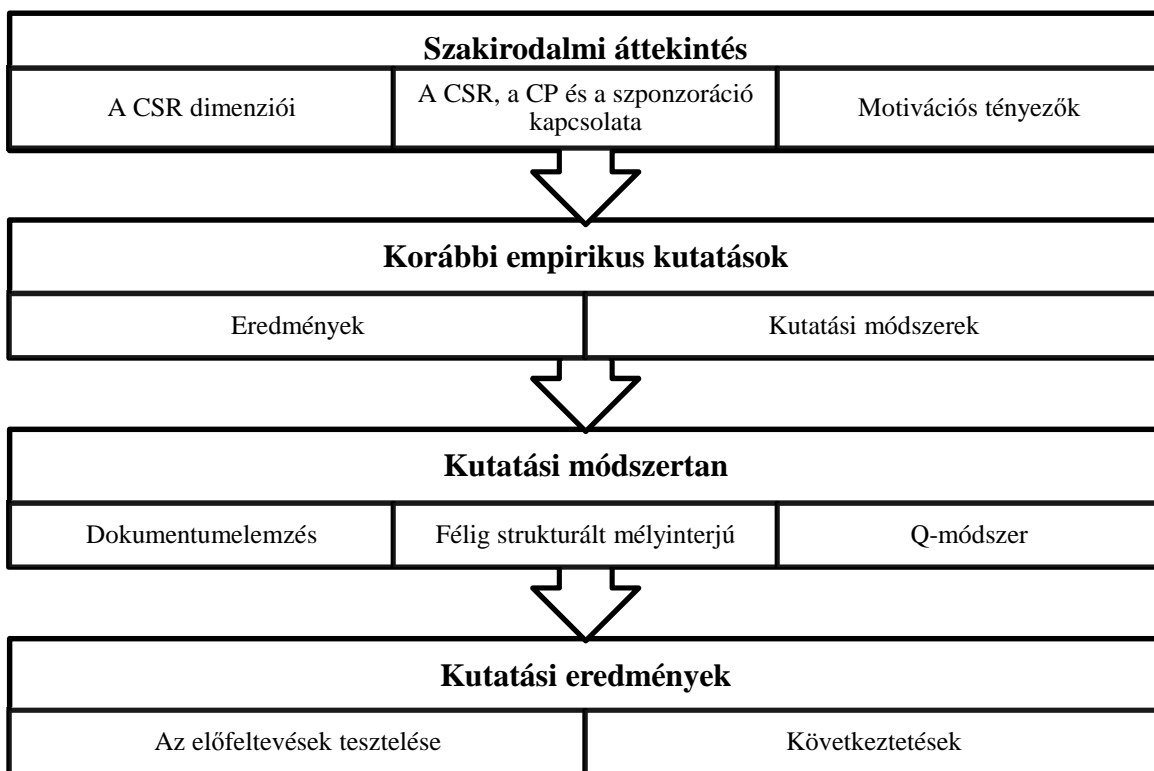 Szakirodalmi áttekintés
A CSR dimenziói
A CSR, a CP és a szponzoráció
kapcsolata
Motivációs tényezők
Korábbi empirikus kutatások
Eredmények
Kutatási módszerek
Kutatási módszertan
Dokumentumelemzés
Félig strukturált mélyinterjú
Q-módszer
Kutatási eredmények
Az előfeltevések tesztelése
Következtetések